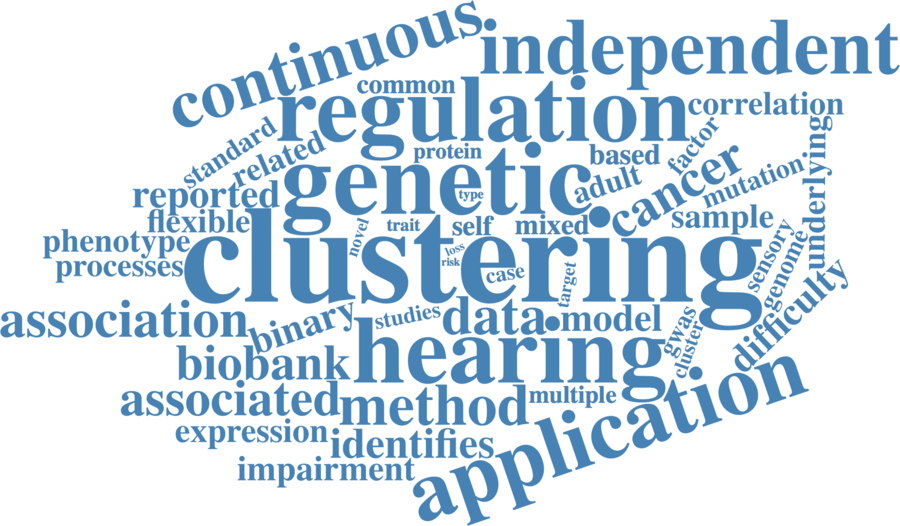 continuous
independent
common
regulation
correlation
standard
related
protein
based
factor
underlying
genetic
adult
cancer
mutation
reported
type
flexible
novel
trait
self
mixed
sample
phenotype
clustering
loss
risk
processes
case
target
sensory
genome
difficulty
association
binary
studies
data
model
gwas
cluster
biobank
hearing
associated
method
multiple
application
expression
identifies
impairment